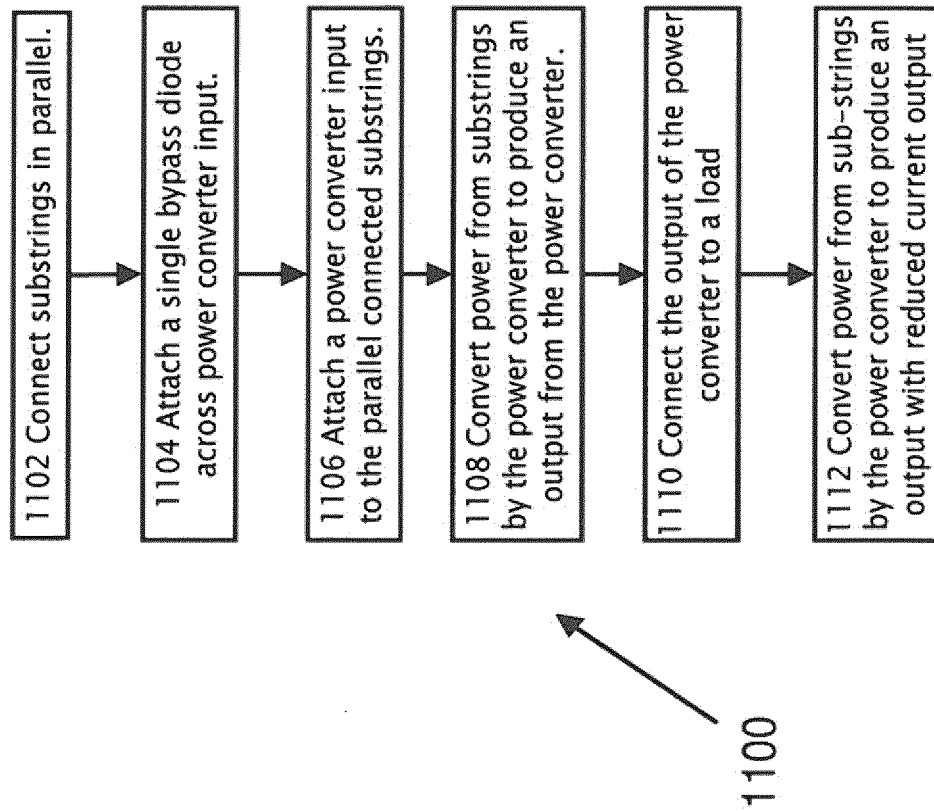 1102 Connect substrings in parallel.
1104 Attach a single bypass diode
across power converter input.
1106 Attach a power converter input
to the parallel connected substrings.
1108 Convert power from substrings
by the power converter to produce an
output from the power converter.
1110 Connect the output of the power
converter to a load
1112 Convert power from sub-strings
by the power converter to produce an
output with reduced current output
1100